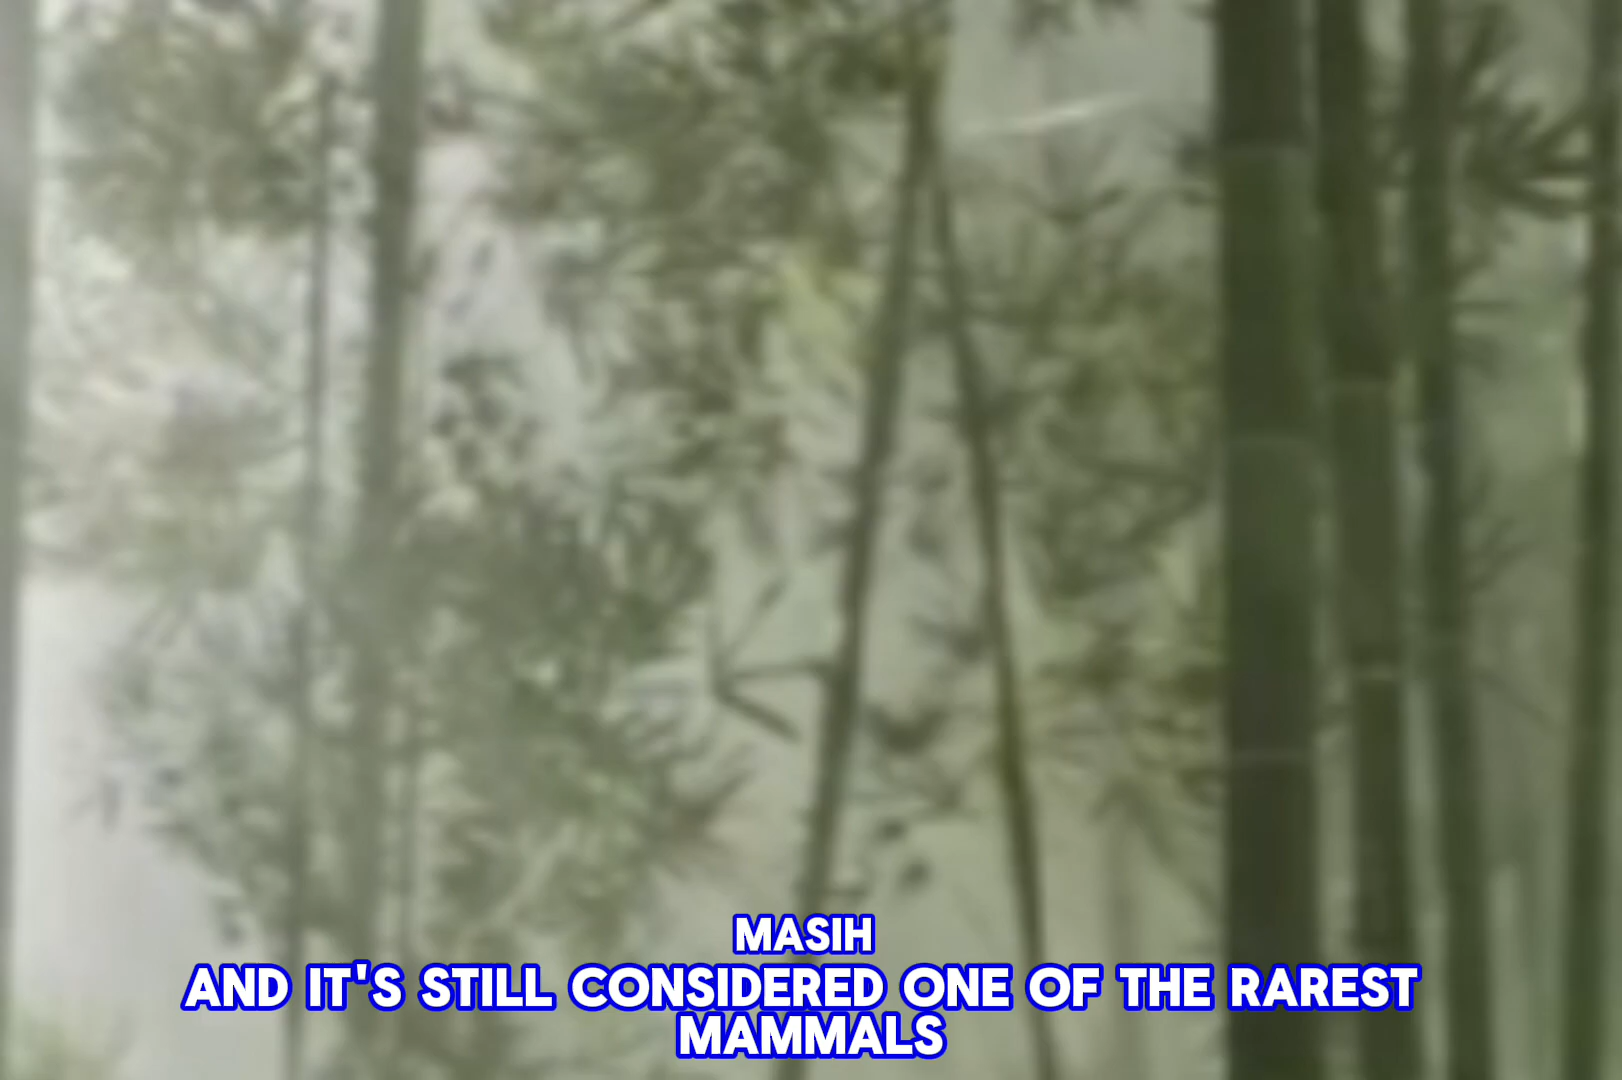 MASIH
AND IT'S STILL CONSIDERED ONE OF THE RAREST
MAMMALS